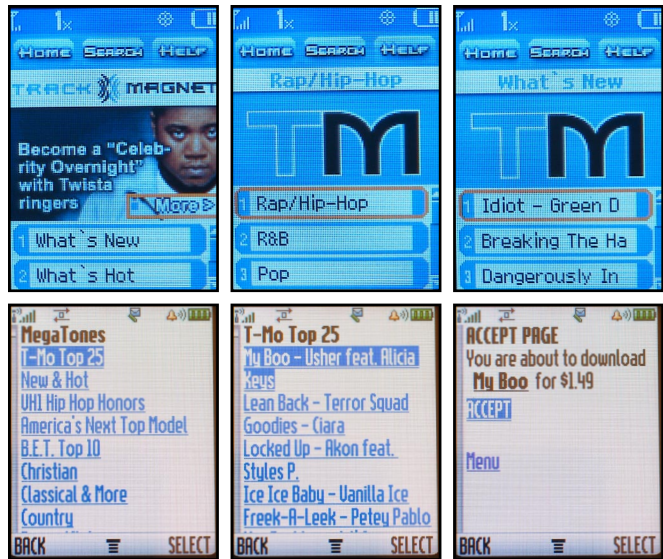 1x
Home Search Help
TRACK MAGNET
Become a "Celeb-
rity Overnight"
with Twista
ringers
More >
1 What`s New
2 What`s Hot
1x
Home Search Help
Rap/Hip-Hop
TM
1 Rap/Hip-Hop
2 R&B
3 Pop
1x
Home Search Help
What`s New
TM
1 Idiot - Green D
2 Breaking The Ha
3 Dangerously In
MegaTones
T-Mo Top 25
New & Hot
VH1 Hip Hop Honors
America's Next Top Model
B.E.T. Top 10
Christian
Classical & More
Country
BACK SELECT
T-Mo Top 25
My Boo - Usher feat. Alicia
Keys
Lean Back - Terror Squad
Goodies - Ciara
Locked Up - Akon feat.
Styles P.
Ice Ice Baby - Vanilla Ice
Freek-A-Leek - Petey Pablo
BACK SELECT
ACCEPT PAGE
You are about to download
My Boo for $1.49
ACCEPT
Menu
BACK SELECT